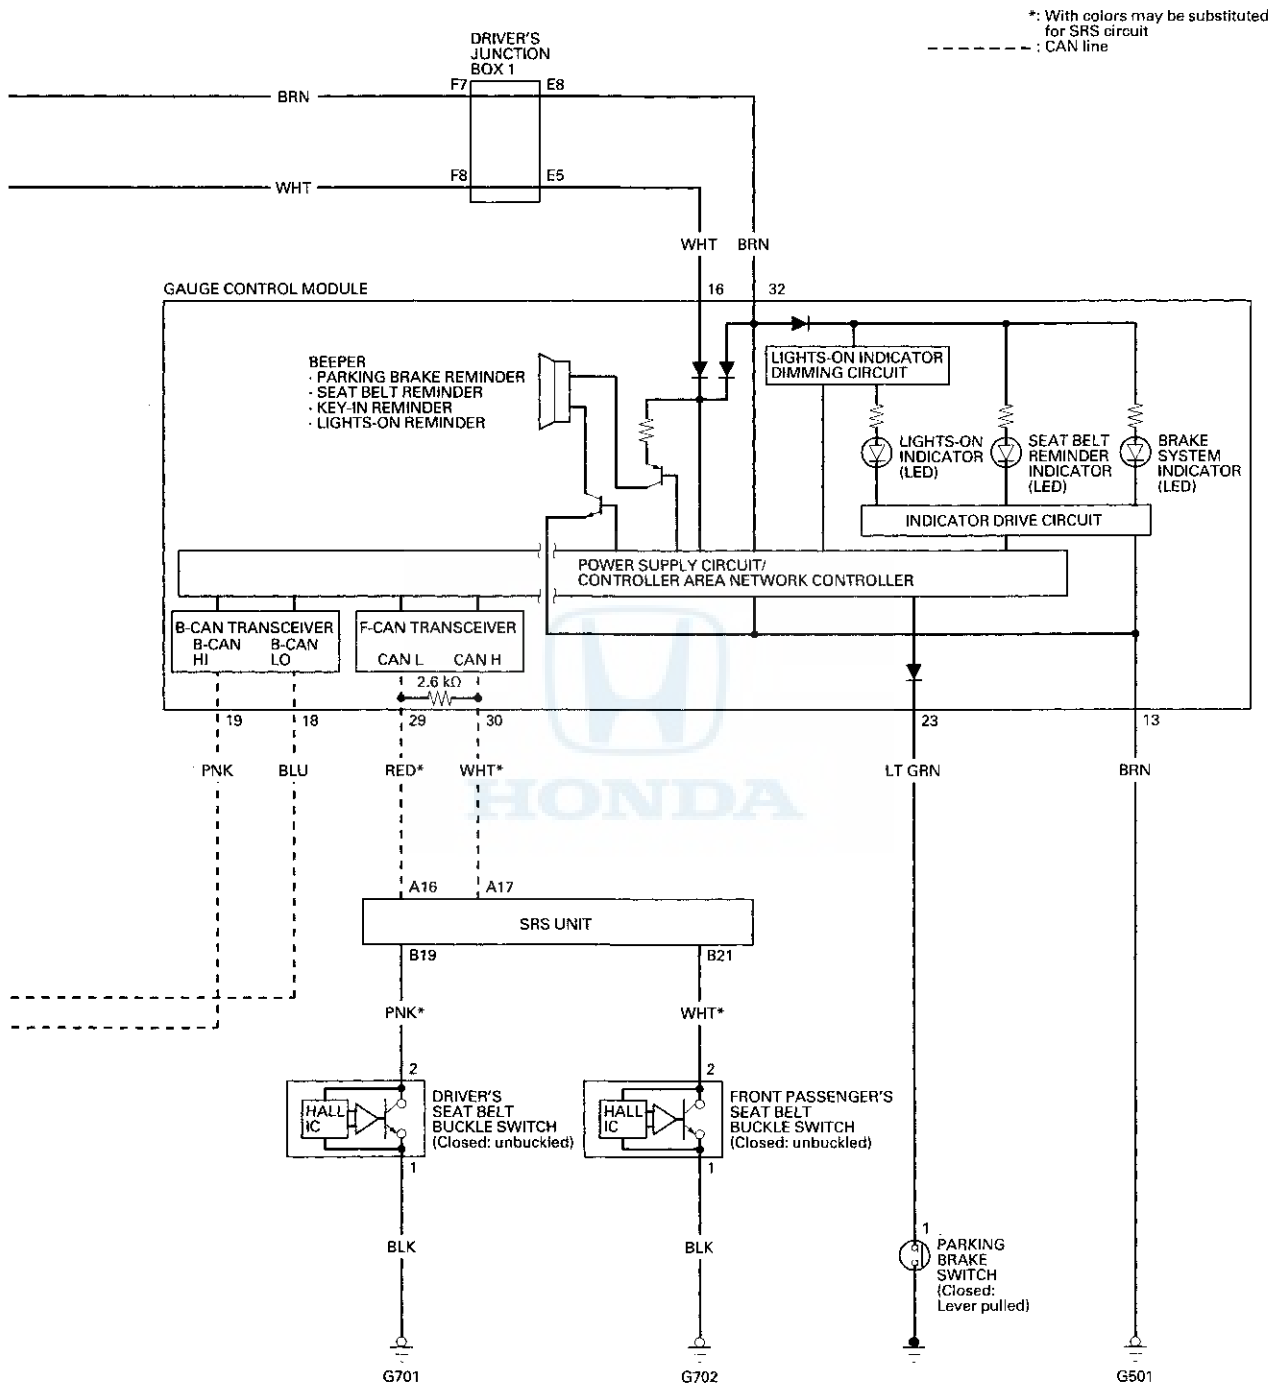 *: With colors may be substituted
for SRS circuit
: CAN line
DRIVER'S
JUNCTION
BOX 1
F7 E8
BRN
F8 E5
WHT
WHT BRN
GAUGE CONTROL MODULE
16 32
BEEPER
· PARKING BRAKE REMINDER
· SEAT BELT REMINDER
· KEY-IN REMINDER
· LIGHTS-ON REMINDER
LIGHTS-ON INDICATOR
DIMMING CIRCUIT
LIGHTS-ON
INDICATOR
(LED)
SEAT BELT
REMINDER
INDICATOR
(LED)
BRAKE
SYSTEM
INDICATOR
(LED)
INDICATOR DRIVE CIRCUIT
POWER SUPPLY CIRCUIT/
CONTROLLER AREA NETWORK CONTROLLER
B-CAN TRANSCEIVER
B-CAN
HI
B-CAN
LO
F-CAN TRANSCEIVER
CAN L CAN H
2.6 kΩ
19 18 29 30 23 13
PNK BLU RED* WHT* LT GRN BRN
HONDA
A16 A17
SRS UNIT
B19 B21
PNK* WHT*
2
HALL
IC
DRIVER'S
SEAT BELT
BUCKLE SWITCH
(Closed: unbuckled)
1
2
HALL
IC
FRONT PASSENGER'S
SEAT BELT
BUCKLE SWITCH
(Closed: unbuckled)
1
BLK BLK
1
PARKING
BRAKE
SWITCH
(Closed:
Lever pulled)
G701 G702 G501